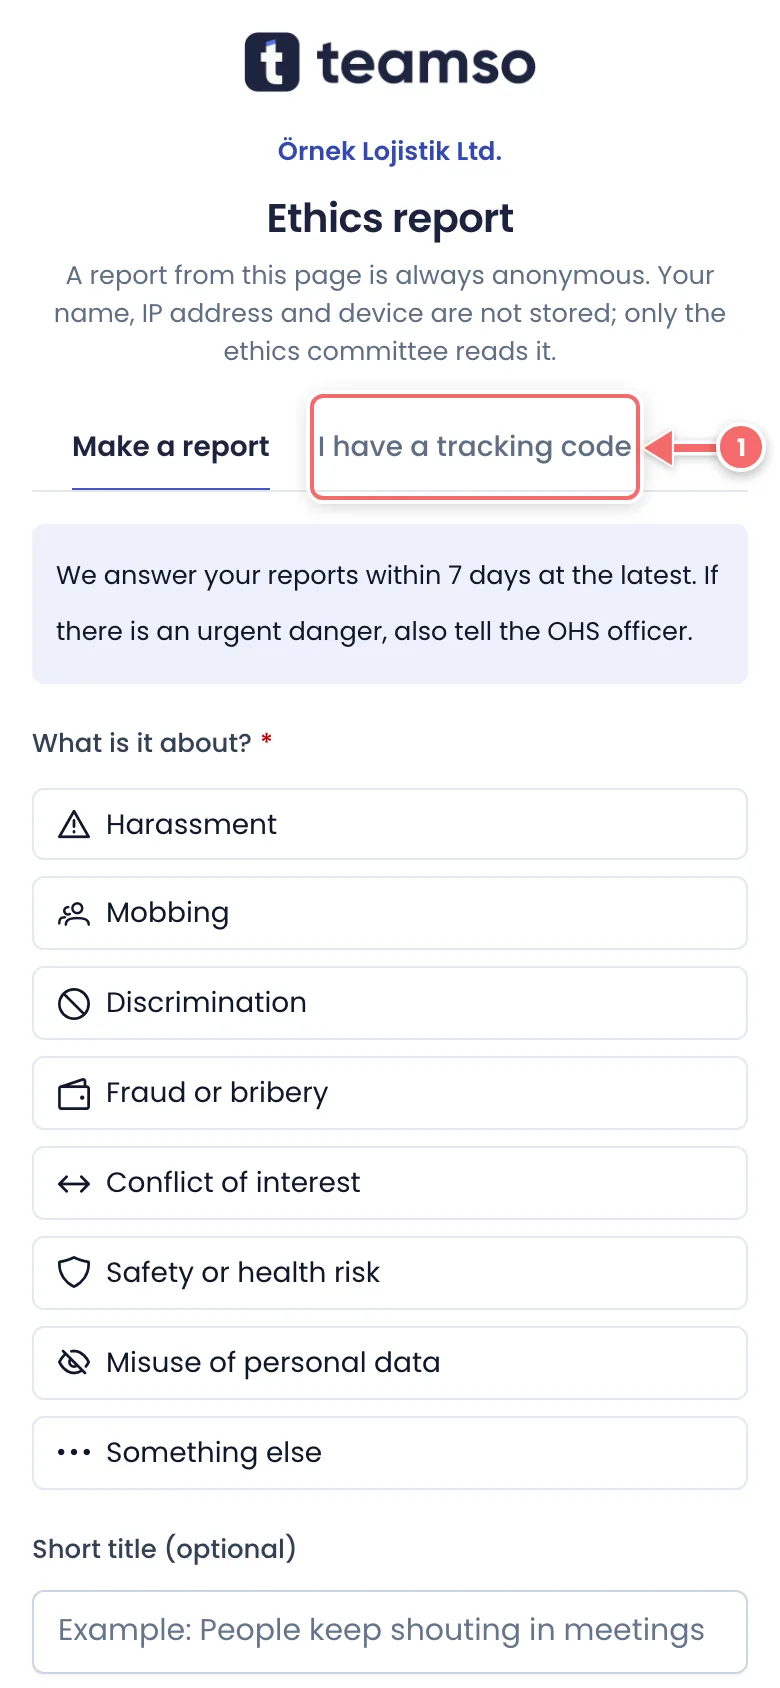 teamso
Örnek Lojistik Ltd.
Ethics report
A report from this page is always anonymous. Your
name, IP address and device are not stored; only the
ethics committee reads it.
Make a report
I have a tracking code
1
We answer your reports within 7 days at the latest. If
there is an urgent danger, also tell the OHS officer.
What is it about? *
Harassment
Mobbing
Discrimination
Fraud or bribery
Conflict of interest
Safety or health risk
Misuse of personal data
Something else
Short title (optional)
Example: People keep shouting in meetings